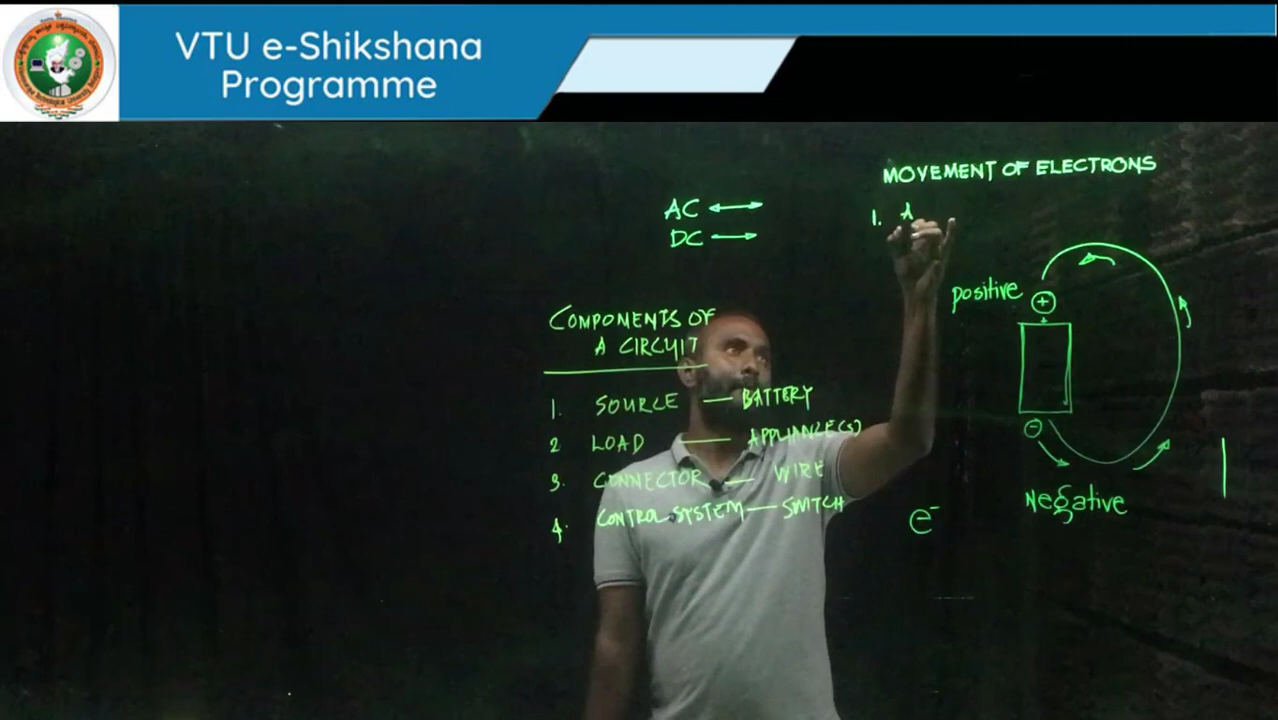 VTU e-Shikshana
Programme
MOVEMENT OF ELECTRONS
AC
DC
1. A
positive
+
+
COMPONENTS OF
A CIRCUIT
1. SOURCE — BATTERY
2 LOAD — APPLIANCE(S)
3. CONNECTOR — WIRE
4. CONTROL SYSTEM — SWITCH
−
Negative
e⁻